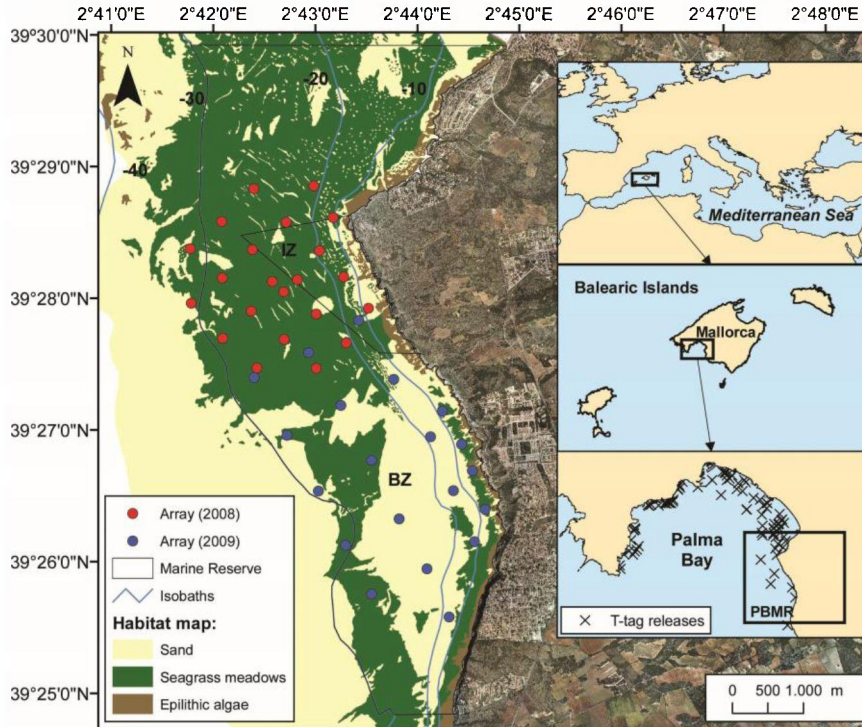 2°41'0"E 2°42'0"E 2°43'0"E 2°44'0"E 2°45'0"E 2°46'0"E 2°47'0"E 2°48'0"E
39°30'0"N
39°29'0"N
39°28'0"N
39°27'0"N
39°26'0"N
39°25'0"N
N
-10
-20
-30
-40
IZ
BZ
Array (2008)
Array (2009)
Marine Reserve
Isobaths
Habitat map:
Sand
Seagrass meadows
Epilithic algae
Mediterranean Sea
Balearic Islands
Mallorca
Palma
Bay
PBMR
T-tag releases
0 500 1.000 m